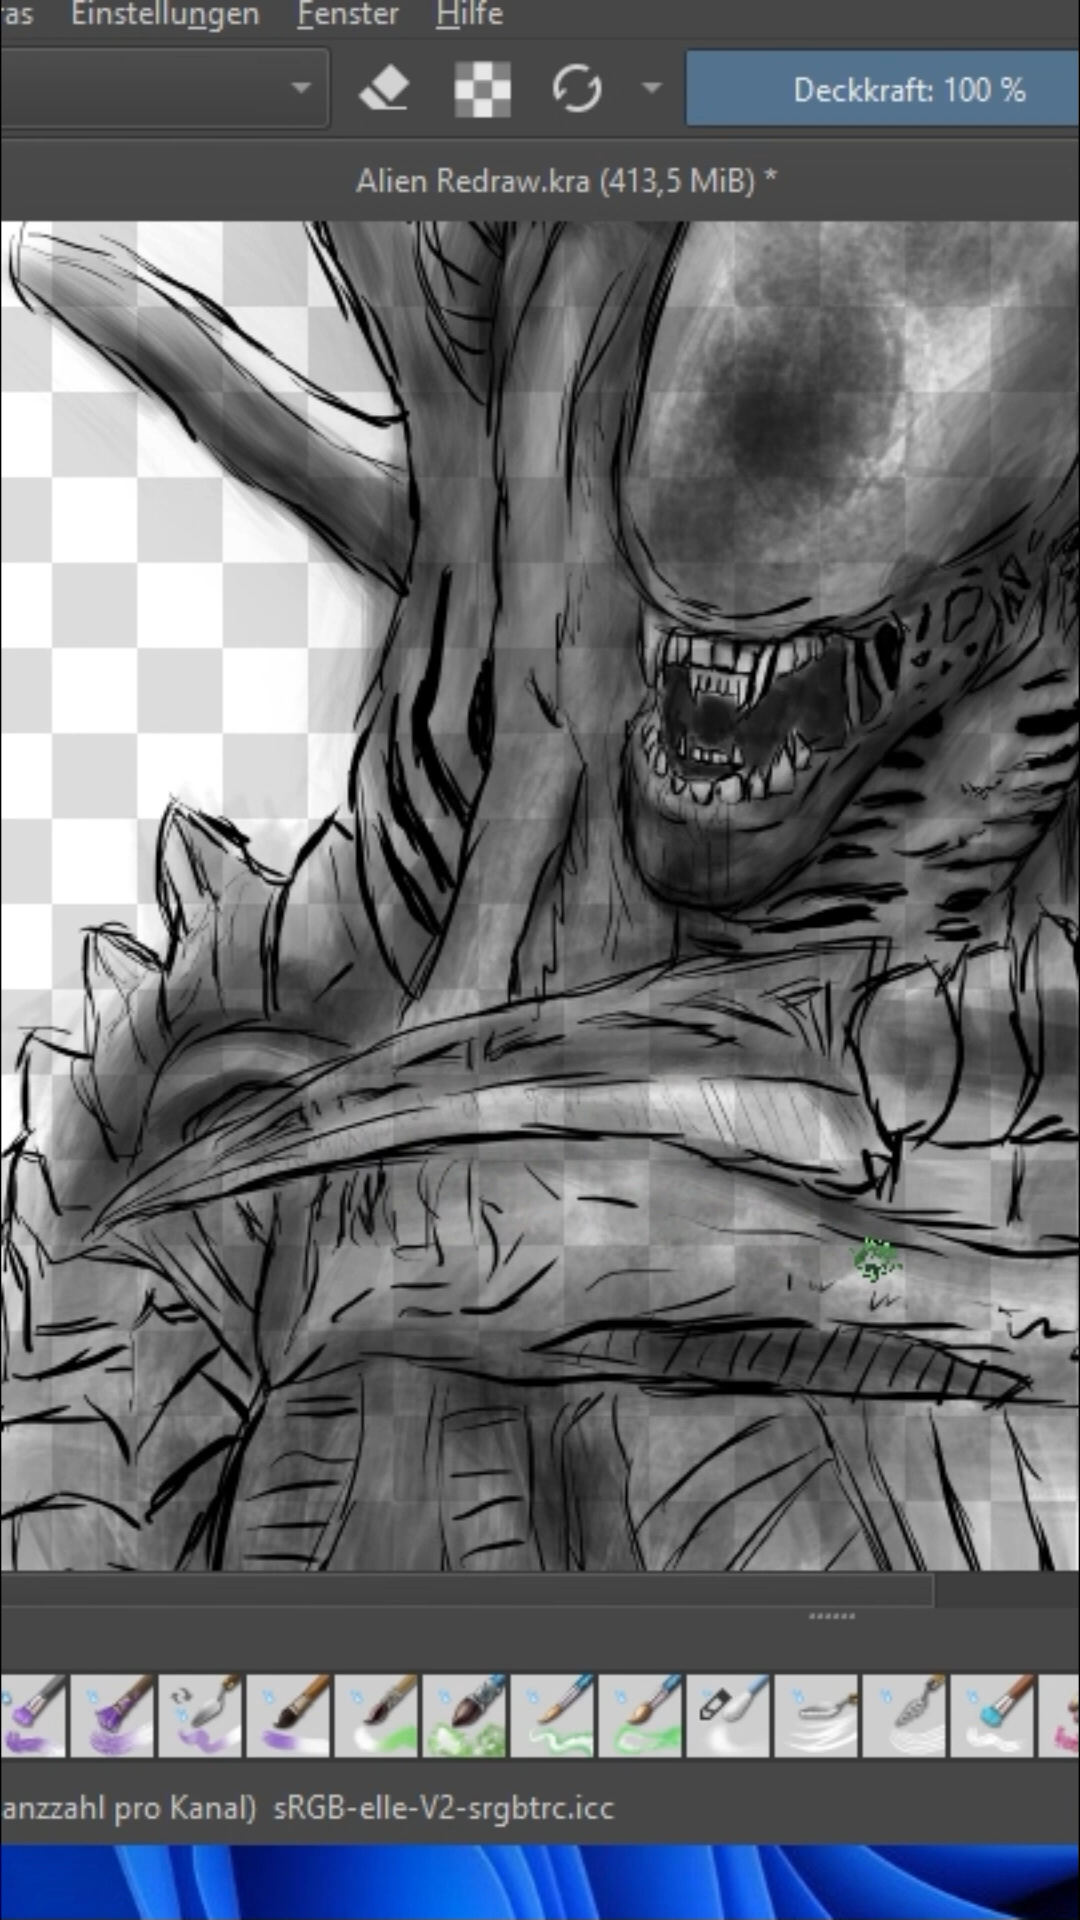 as Einstellungen Fenster Hilfe
Deckkraft: 100 %
Alien Redraw.kra (413,5 MiB) *
anzzahl pro Kanal) sRGB-elle-V2-srgbtrc.icc